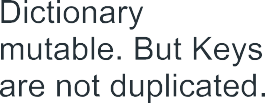 Dictionary
mutable. But Keys
are not duplicated.